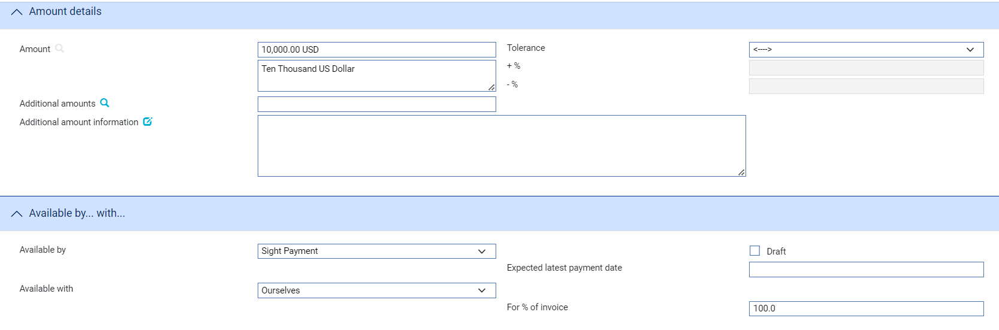 Amount details
Amount
10,000.00 USD
Tolerance
<---->
Ten Thousand US Dollar
+ %
- %
Additional amounts
Additional amount information
Available by... with...
Available by
Sight Payment
Draft
Expected latest payment date
Available with
Ourselves
For % of invoice
100.0